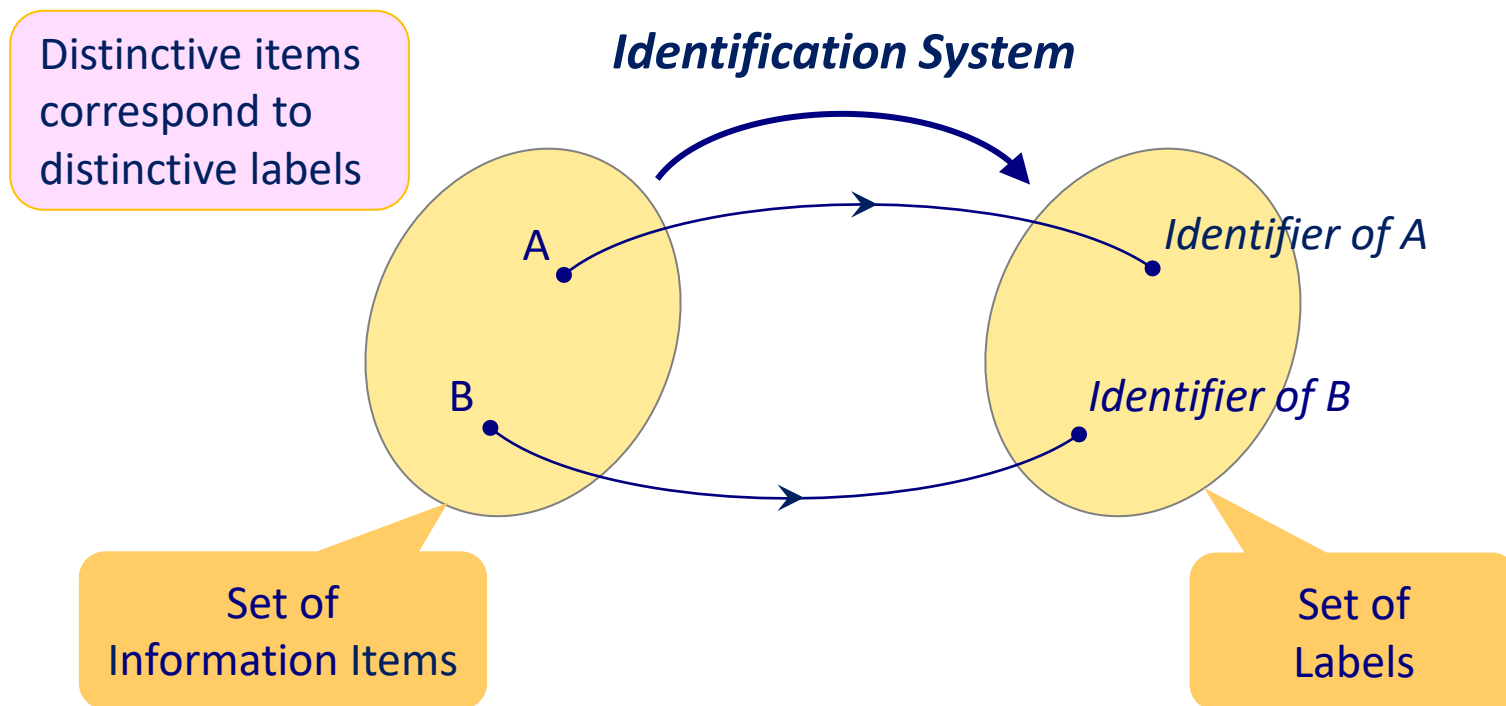 Distinctive items
correspond to
distinctive labels
Identification System
A
Identifier of A
B
Identifier of B
Set of
Information Items
Set of
Labels